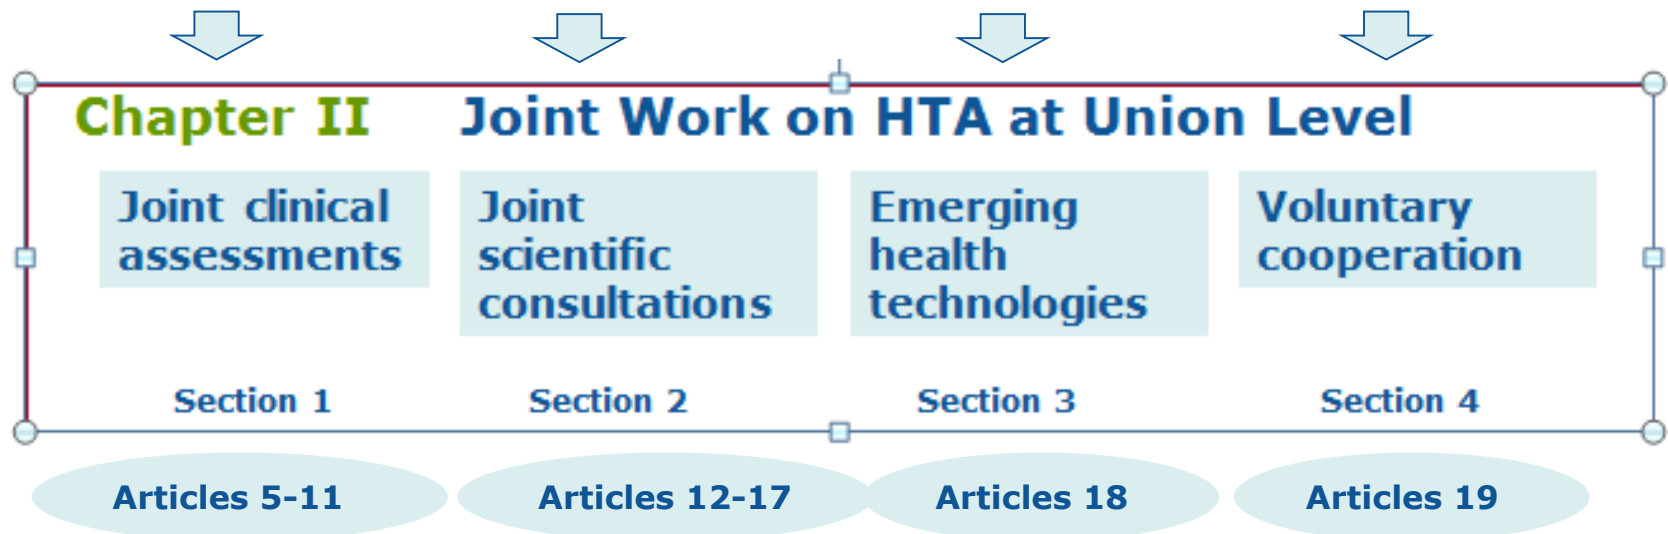 Chapter II Joint Work on HTA at Union Level
Joint clinical
assessments
Joint
scientific
consultations
Emerging
health
technologies
Voluntary
cooperation
Section 1 Section 2 Section 3 Section 4
Articles 5-11 Articles 12-17 Articles 18 Articles 19